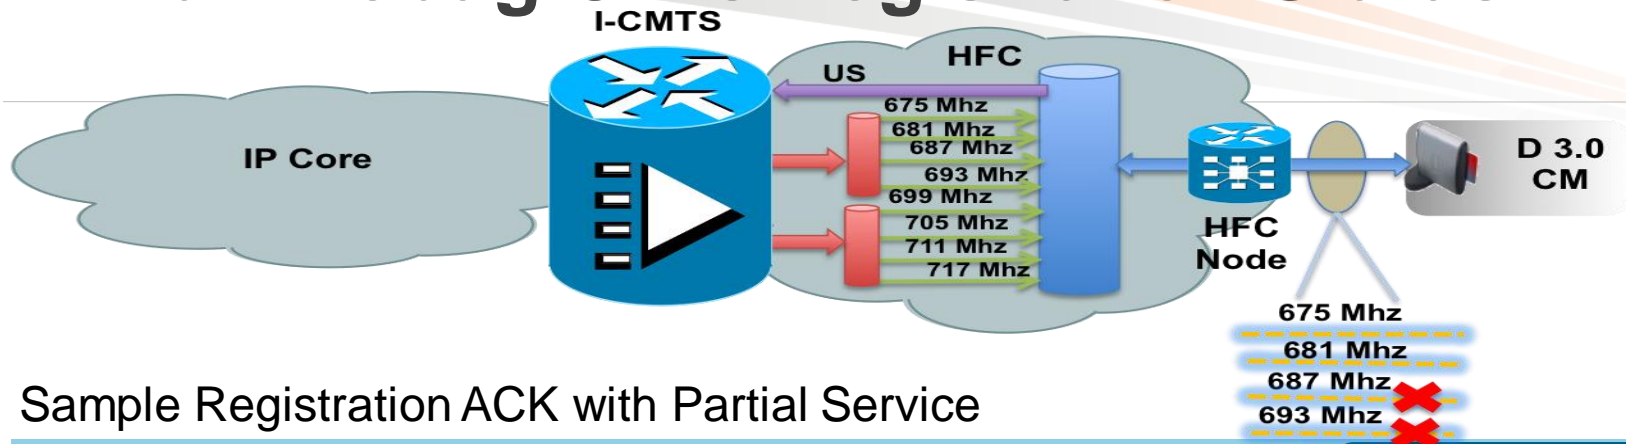 I-CMTS
HFC
US
675 Mhz
681 Mhz
687 Mhz
693 Mhz
699 Mhz
705 Mhz
711 Mhz
717 Mhz
IP Core
D 3.0
CM
HFC
Node
675 Mhz
681 Mhz
687 Mhz
693 Mhz
Sample Registration ACK with Partial Service